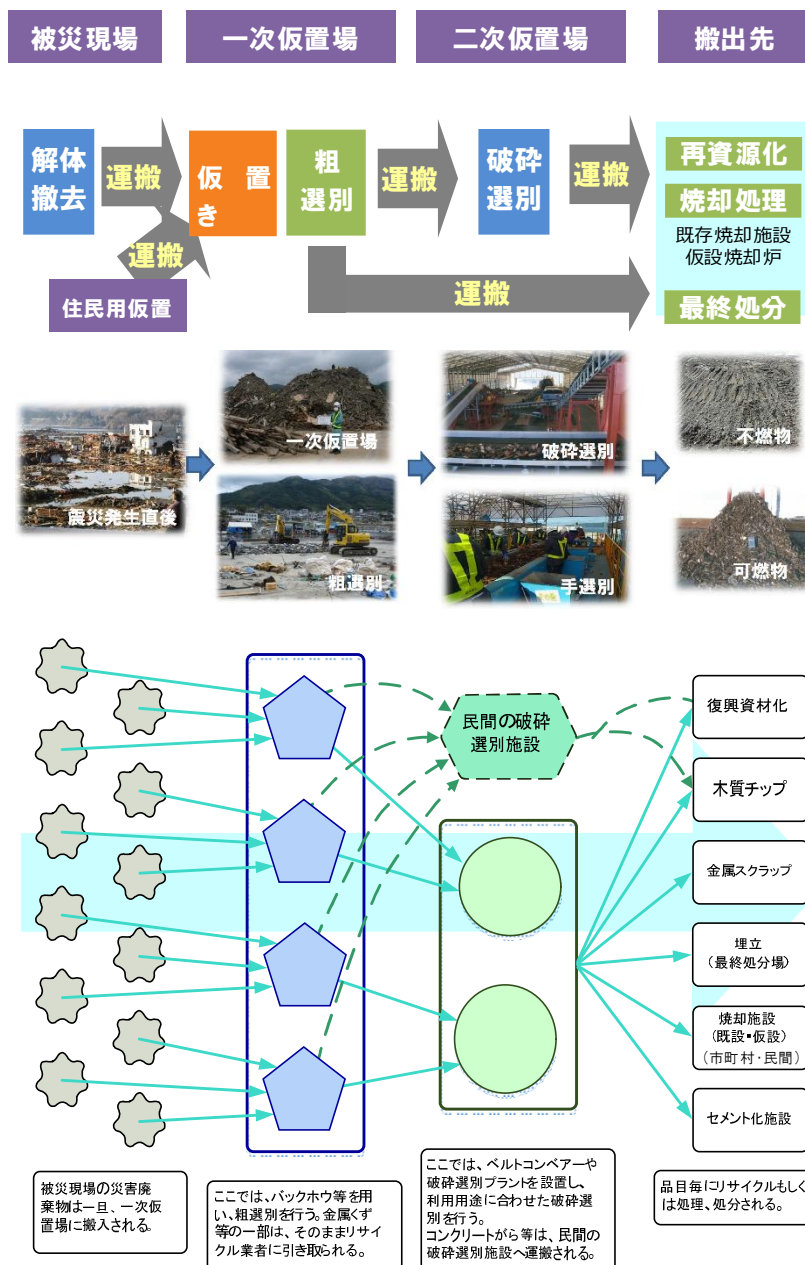 被災現場
一次仮置場
二次仮置場
搬出先
解体
撤去
運搬
仮置
き
粗
選別
運搬
破砕
選別
運搬
再資源化
焼却処理
既存焼却施設
仮設焼却炉
最終処分
運搬
住民用仮置
運搬
震災発生直後
一次仮置場
粗選別
破砕選別
手選別
不燃物
可燃物
民間の破砕
選別施設
復興資材化
木質チップ
金属スクラップ
埋立
(最終処分場)
焼却施設
(既設・仮設)
(市町村・民間)
セメント化施設
被災現場の災害廃
棄物は一旦、一次仮
置場に搬入される。
ここでは、バックホウ等を用
い、粗選別を行う。金属くず
等の一部は、そのままリサイ
クル業者に引き取られる。
ここでは、ベルトコンベアーや
破砕選別プラントを設置し、
利用用途に合わせた破砕選
別を行う。
コンクリートがら等は、民間の
破砕選別施設へ運搬される。
品目毎にリサイクルもしく
は処理、処分される。